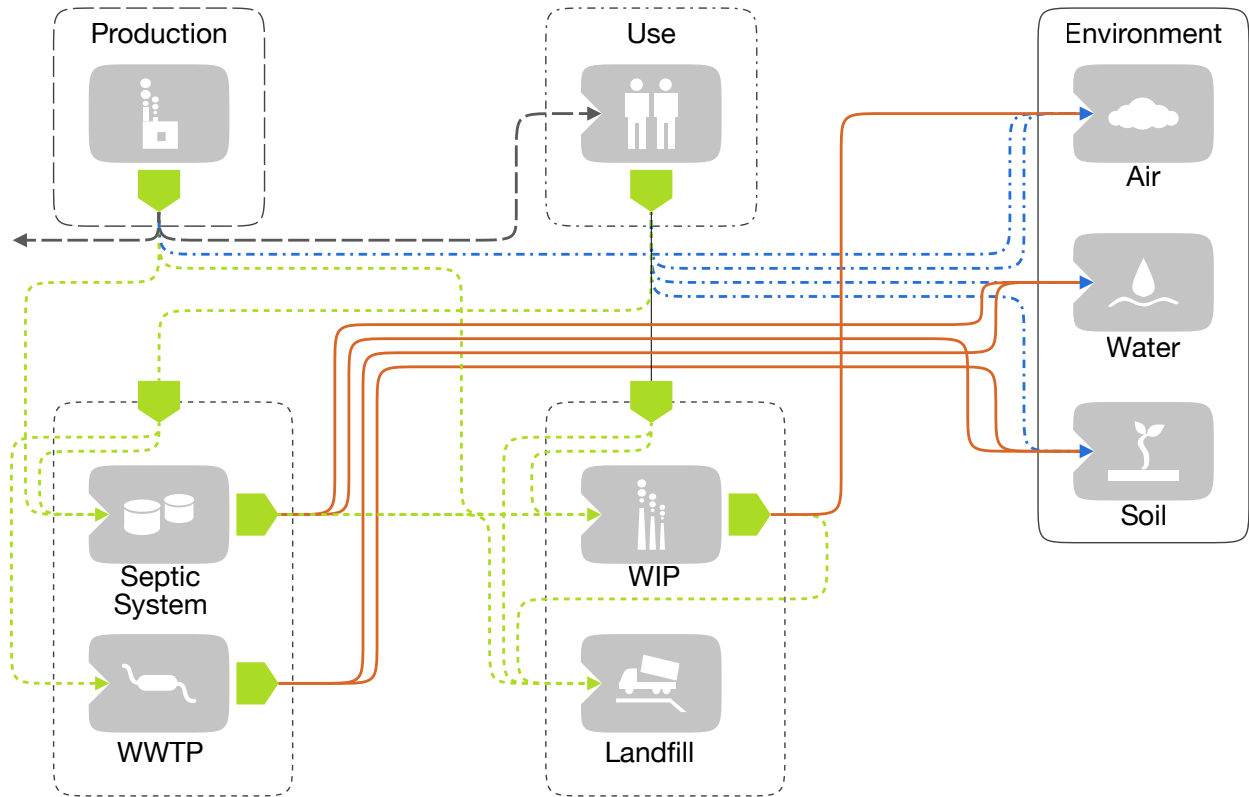 Production
Use
Environment
Air
Water
Soil
Septic
System
WIP
WWTP
Landfill